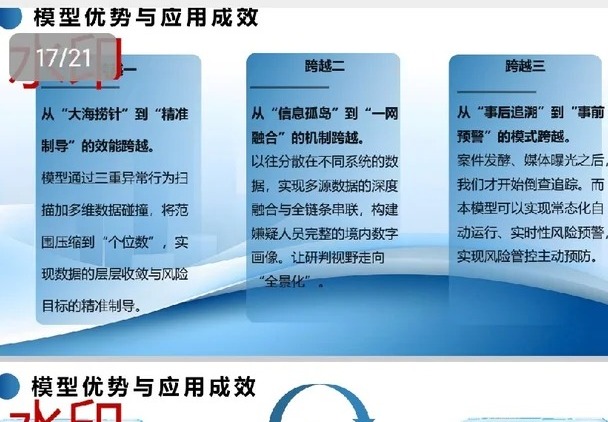 模型优势与应用成效
17/21
水印
一
从“大海捞针”到“精准
制导”的效能跨越。
模型通过三重异常行为扫
描加多维数据碰撞，将范
围压缩到“个位数”，实
现数据的层层收敛与风险
目标的精准制导。
跨越二
从“信息孤岛”到“一网
融合”的机制跨越。
以往分散在不同系统的数
据，实现多源数据的深度
融合与全链条串联，构建
嫌疑人员完整的境内数字
画像。让研判视野走向
“全景化”。
跨越三
从“事后追溯”到“事前
预警”的模式跨越。
案件发酵、媒体曝光之后，
我们才开始倒查追踪。而
本模型可以实现常态化自
动运行、实时性风险预警，
实现风险管控主动预防。
模型优势与应用成效
水印